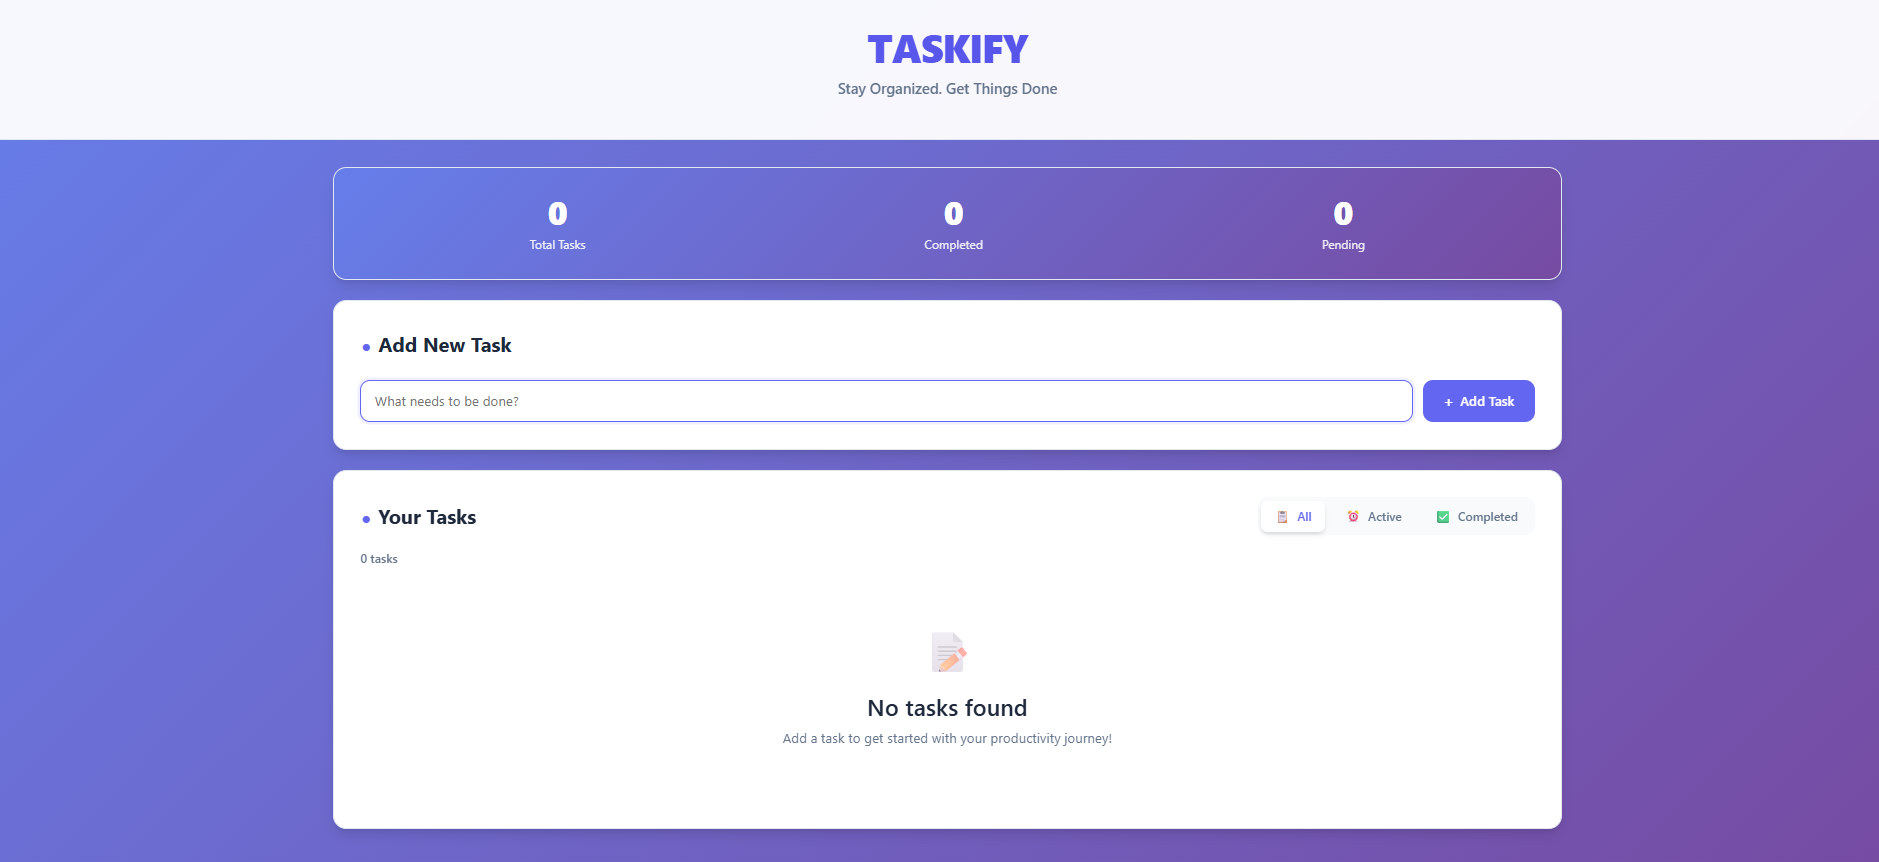 TASKIFY
Stay Organized. Get Things Done
0
Total Tasks
0
Completed
0
Pending
Add New Task
What needs to be done?
+ Add Task
Your Tasks
All
Active
Completed
0 tasks
No tasks found
Add a task to get started with your productivity journey!